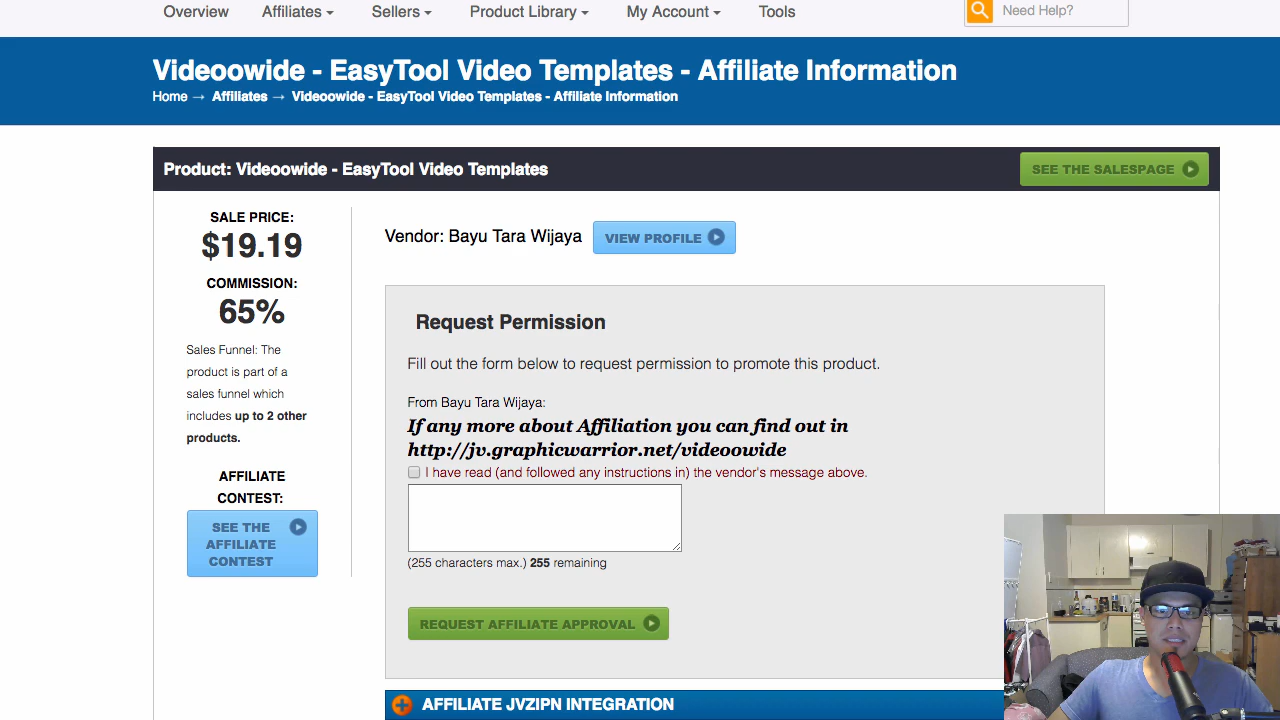 Overview Affiliates Sellers Product Library My Account Tools Need Help?
Videoowide - EasyTool Video Templates - Affiliate Information
Home → Affiliates → Videoowide - EasyTool Video Templates - Affiliate Information
Product: Videoowide - EasyTool Video Templates
SEE THE SALESPAGE
SALE PRICE:
$19.19
COMMISSION:
65%
Sales Funnel: The
product is part of a
sales funnel which
includes up to 2 other
products.
AFFILIATE
CONTEST:
SEE THE
AFFILIATE
CONTEST
Vendor: Bayu Tara Wijaya
VIEW PROFILE
Request Permission
Fill out the form below to request permission to promote this product.
From Bayu Tara Wijaya:
If any more about Affiliation you can find out in
http://jv.graphicwarrior.net/videoowide
I have read (and followed any instructions in) the vendor's message above.
(255 characters max.) 255 remaining
REQUEST AFFILIATE APPROVAL
AFFILIATE JVZIPN INTEGRATION